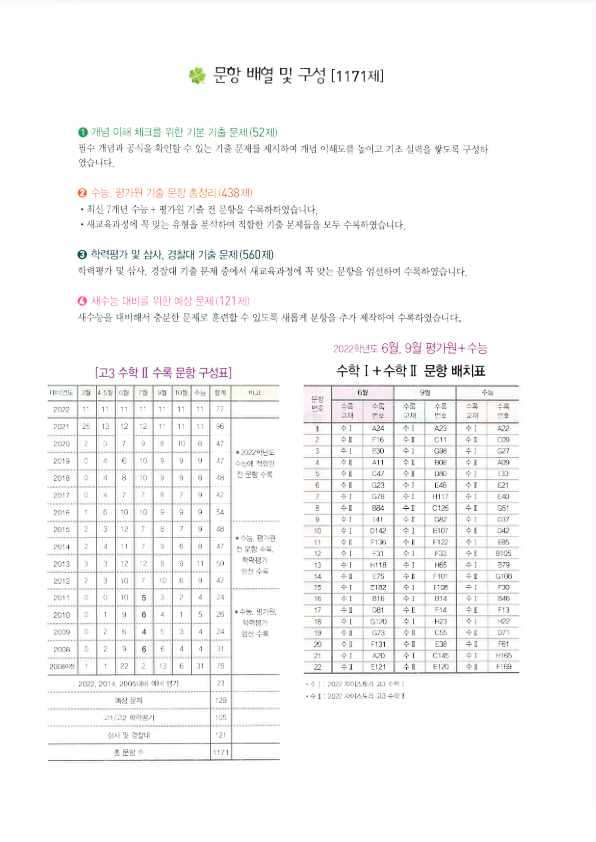 문항 배열 및 구성 [1171제]
❶ 개념 이해 체크를 위한 기본 기출 문제(52제)
필수 개념과 공식을 확인할 수 있는 기출 문제를 제시하여 개념 이해도를 높이고 기초 실력을 쌓도록 구성하
였습니다.
❷ 수능, 평가원 기출 문항 총정리(438제)
• 최신 7개년 수능 + 평가원 기출 전 문항을 수록하하였습니다.
• 새교육과정에 꼭 맞는 유형을 분석하여 적합한 기출 문제들을 모두 수록하였습니다.
❸ 학력평가 및 삼사, 경찰대 기출 문제(560제)
학력평가 및 삼사, 경찰대 기출 문제 중에서 새교육과정에 꼭 맞는 문항을 엄선하여 수록하였습니다.
❹ 새수능 대비를 위한 예상 문제(121제)
새수능을 대비해서 충분한 문제로 훈련할 수 있도록 새롭게 문항을 추가 제작하여 수록하였습니다.
[고3 수학 Ⅱ 수록 문항 구성표]
대비연도 3월 4·5월 6월 7월 9월 10월 수능 합계 비고
2022 11 11 11 11 11 11 11 77
2021 26 13 12 12 11 11 11 96
2020 2 3 7 9 8 10 8 47
2019 0 4 6 10 9 9 9 47
2018 0 4 8 10 9 9 8 48
2017 0 4 7 7 8 7 9 42
2016 1 6 10 10 9 9 9 54
*2022학년도
수능에 적합한
전 문항 수록
2015 2 3 12 7 8 7 9 48
2014 2 4 11 7 9 6 8 47
2013 3 3 12 12 9 9 11 59
2012 2 3 10 7 10 6 9 47
*수능, 평가원
전 문항 수록,
학력평가
엄선 수록
2011 0 0 10 5 3 2 4 24
2010 0 1 9 6 4 1 5 26
2009 0 2 6 4 5 3 4 24
2008 0 2 9 6 6 4 4 31
2008이전 1 1 22 2 13 6 31 76
*수능, 평가원,
학력평가
엄선 수록
2022, 2014, 2005대비 예비 평가 23
예상 문제 129
고1/고2 학력평가 105
삼사 및 경찰대 121
총 문항 수 1171
2022학년도 6월, 9월 평가원+수능
수학 Ⅰ + 수학 Ⅱ 문항 배치표
문항 번호 6월 9월 수능
수록 교재 수록 번호 수록 교재 수록 번호 수록 교재 수록 번호
1 수Ⅰ A24 수Ⅰ A23 수Ⅰ A22
2 수Ⅱ F16 수Ⅱ C11 수Ⅱ C09
3 수Ⅰ E30 수Ⅰ G98 수Ⅰ G27
4 수Ⅱ A11 수Ⅱ B08 수Ⅱ A09
5 수Ⅱ C47 수Ⅱ D80 수Ⅰ I33
6 수Ⅱ G23 수Ⅰ E48 수Ⅱ E21
7 수Ⅰ G78 수Ⅰ H117 수Ⅰ E40
8 수Ⅱ B84 수Ⅱ C126 수Ⅱ G51
9 수Ⅰ I41 수Ⅱ G82 수Ⅰ D37
10 수Ⅰ D142 수Ⅰ E107 수Ⅱ D42
11 수Ⅱ F136 수Ⅱ F122 수Ⅰ E85
12 수Ⅰ F31 수Ⅰ F33 수Ⅱ B105
13 수Ⅰ H118 수Ⅰ H65 수Ⅰ B79
14 수Ⅱ E75 수Ⅱ F101 수Ⅱ G108
15 수Ⅰ E182 수Ⅰ I108 수Ⅰ F30
16 수Ⅰ B16 수Ⅰ B14 수Ⅰ B46
17 수Ⅱ D81 수Ⅱ F14 수Ⅱ F13
18 수Ⅰ G120 수Ⅰ H23 수Ⅰ H22
19 수Ⅱ G73 수Ⅱ C55 수Ⅱ D71
20 수Ⅱ F131 수Ⅱ E38 수Ⅱ F61
21 수Ⅰ A20 수Ⅰ C145 수Ⅰ H165
22 수Ⅱ E121 수Ⅱ E120 수Ⅱ F169
• 수Ⅰ: 2022 자이스토리 고3 수학Ⅰ
• 수Ⅱ: 2022 자이스토리 고3 수학Ⅱ